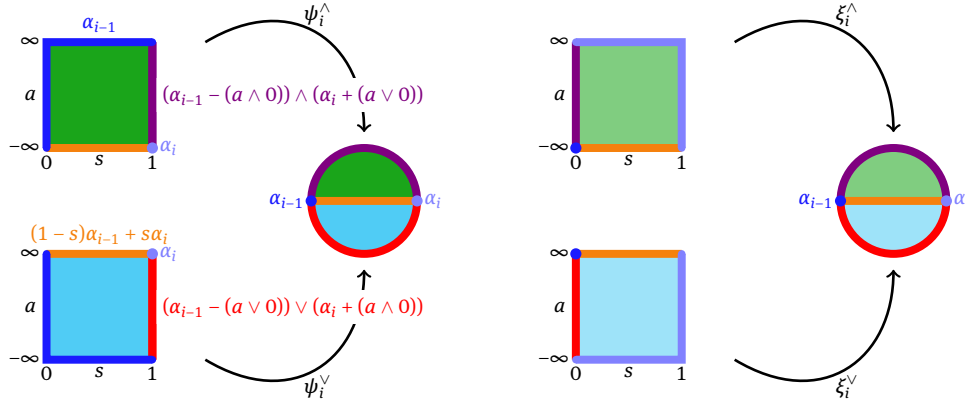 α_{i−1}
ψ_i^∧
ξ_i^∧
∞
∞
a
(α_{i−1} − (a ∧ 0)) ∧ (α_i + (a ∨ 0))
a
−∞
α_i
−∞
0 s 1
0 s 1
α_{i−1}
α_i
α_{i−1}
α
(1 − s)α_{i−1} + sα_i
∞
α_i
∞
a
(α_{i−1} − (a ∨ 0)) ∨ (α_i + (a ∧ 0))
a
−∞
−∞
0 s 1
0 s 1
ψ_i^∨
ξ_i^∨